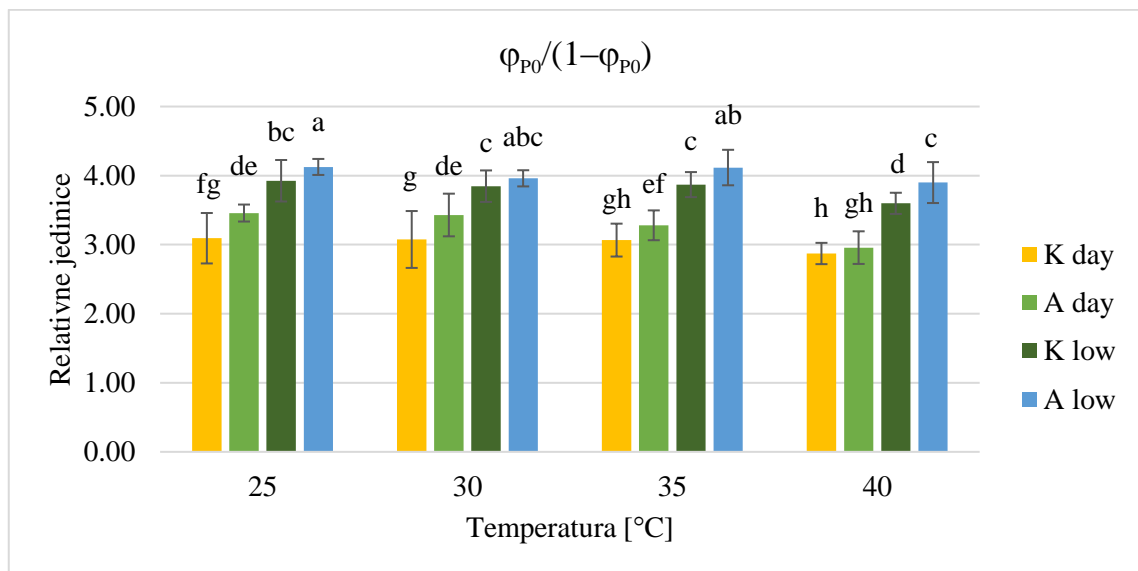 φP0/(1–φP0)
Relativne jedinice
5.00
4.00
3.00
2.00
1.00
0.00
fg de bc a
g de c abc
gh ef c ab
h gh d c
25 30 35 40
Temperatura [°C]
K day
A day
K low
A low